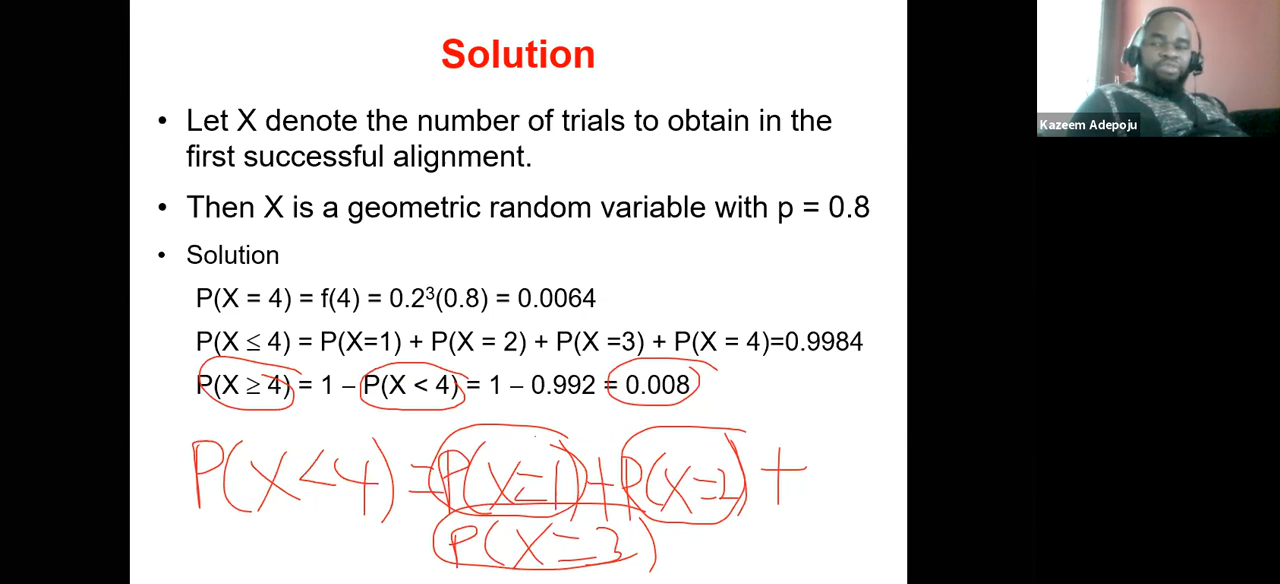 Solution
• Let X denote the number of trials to obtain in the
first successful alignment.
• Then X is a geometric random variable with p = 0.8
• Solution
P(X = 4) = f(4) = 0.2³(0.8) = 0.0064
P(X ≤ 4) = P(X=1) + P(X = 2) + P(X =3) + P(X = 4)=0.9984
P(X ≥ 4) = 1 – P(X < 4) = 1 – 0.992 = 0.008
P(X<4) = P(X=1) + P(X=2) +
P(X=3)
Kazeem Adepoju